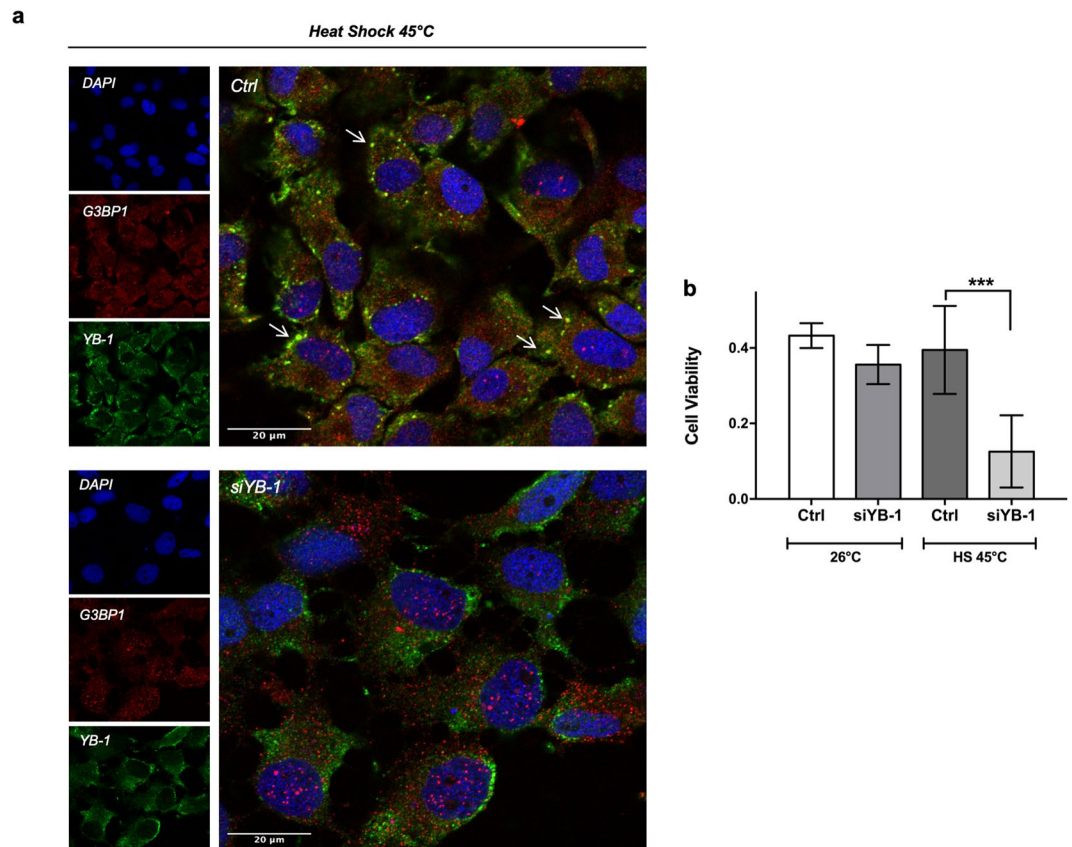 a
Heat Shock 45°C
DAPI
G3BP1
YB-1
Ctrl
20 µm
DAPI
G3BP1
YB-1
siYB-1
20 µm
b
***
Cell Viability
0.4
0.2
0.0
Ctrl siYB-1 Ctrl siYB-1
26°C HS 45°C